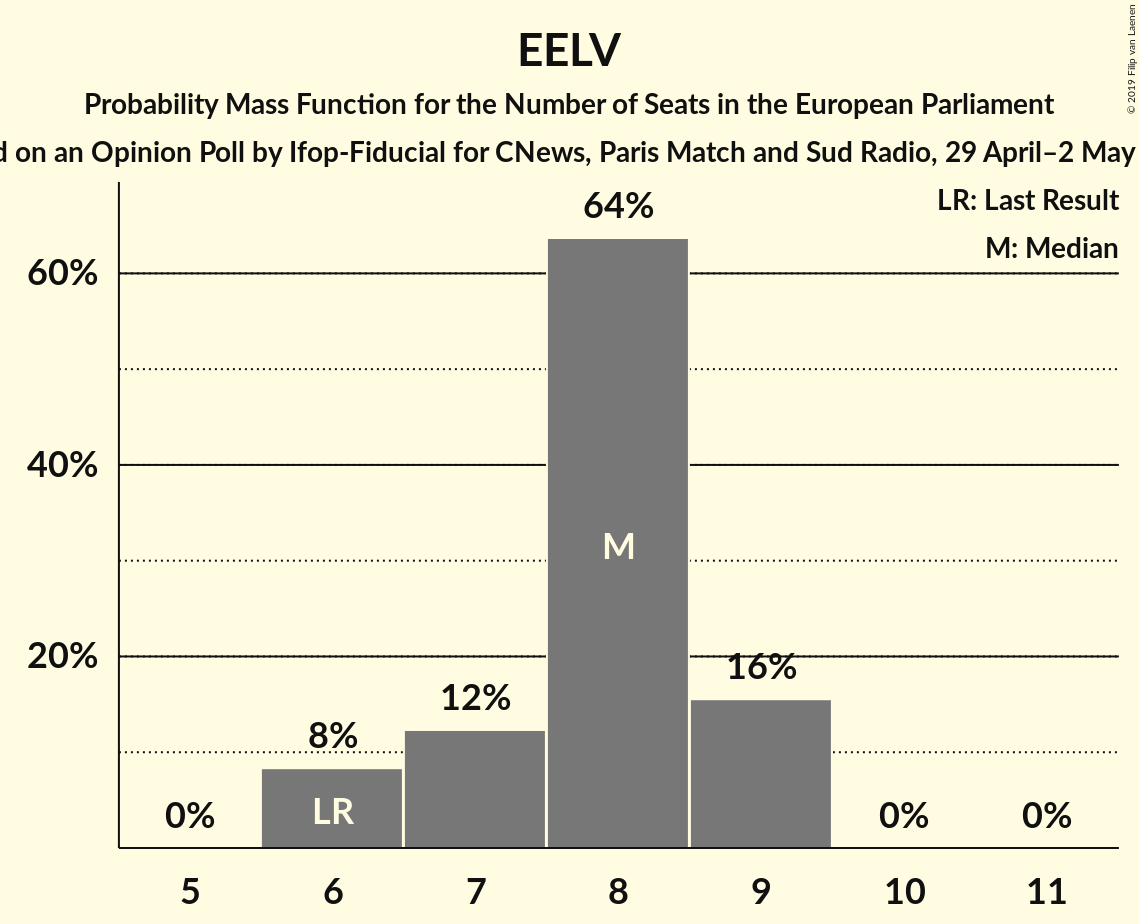 EELV
Probability Mass Function for the Number of Seats in the European Parliament
on an Opinion Poll by Ifop-Fiducial for CNews, Paris Match and Sud Radio, 29 April–2 May
© 2019 Filip van Laenen
LR: Last Result
M: Median
64%
60%
40%
M
20%
16%
12%
8%
LR
0%
0%
0%
5
6
7
8
9
10
11